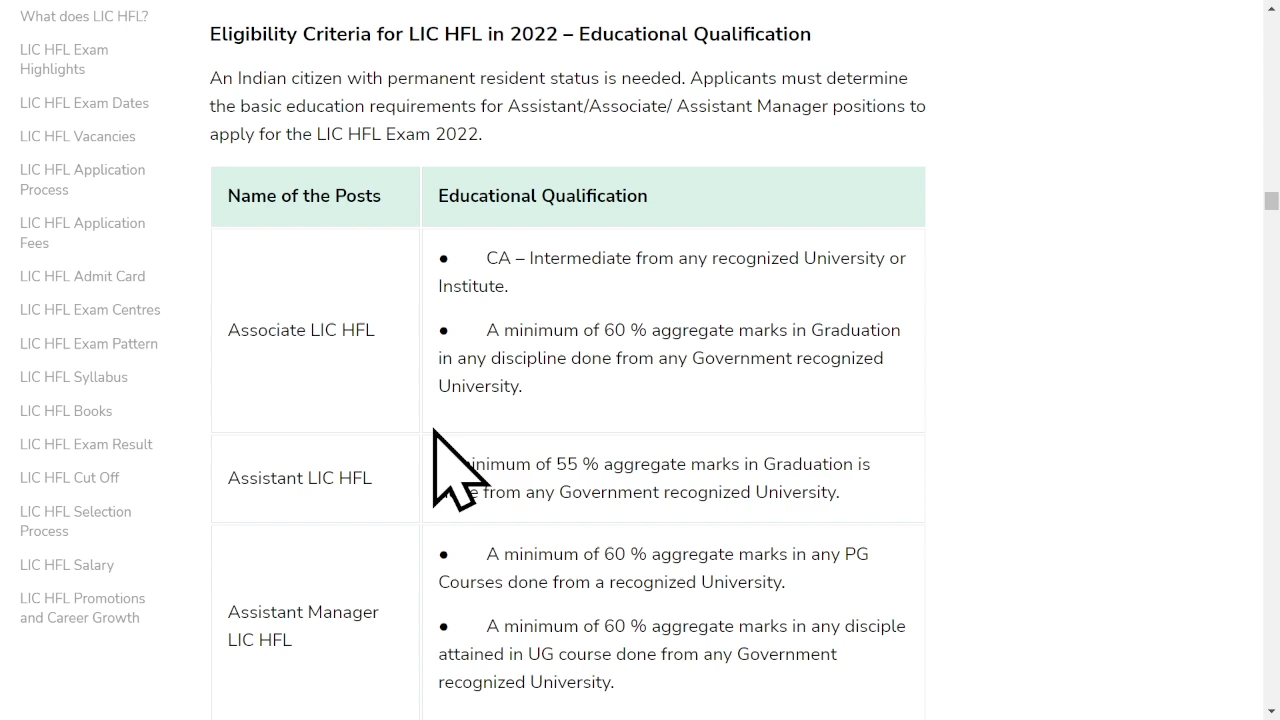 What does LIC HFL?
LIC HFL Exam
Highlights
LIC HFL Exam Dates
LIC HFL Vacancies
LIC HFL Application
Process
LIC HFL Application
Fees
LIC HFL Admit Card
LIC HFL Exam Centres
LIC HFL Exam Pattern
LIC HFL Syllabus
LIC HFL Books
LIC HFL Exam Result
LIC HFL Cut Off
LIC HFL Selection
Process
LIC HFL Salary
LIC HFL Promotions
and Career Growth
Eligibility Criteria for LIC HFL in 2022 – Educational Qualification
An Indian citizen with permanent resident status is needed. Applicants must determine
the basic education requirements for Assistant/Associate/ Assistant Manager positions to
apply for the LIC HFL Exam 2022.
Name of the Posts
Educational Qualification
Associate LIC HFL
● CA – Intermediate from any recognized University or
Institute.
● A minimum of 60 % aggregate marks in Graduation
in any discipline done from any Government recognized
University.
Assistant LIC HFL
of 55 % aggregate marks in Graduation is
from any Government recognized University.
Assistant Manager
LIC HFL
● A minimum of 60 % aggregate marks in any PG
Courses done from a recognized University.
● A minimum of 60 % aggregate marks in any disciple
attained in UG course done from any Government
recognized University.